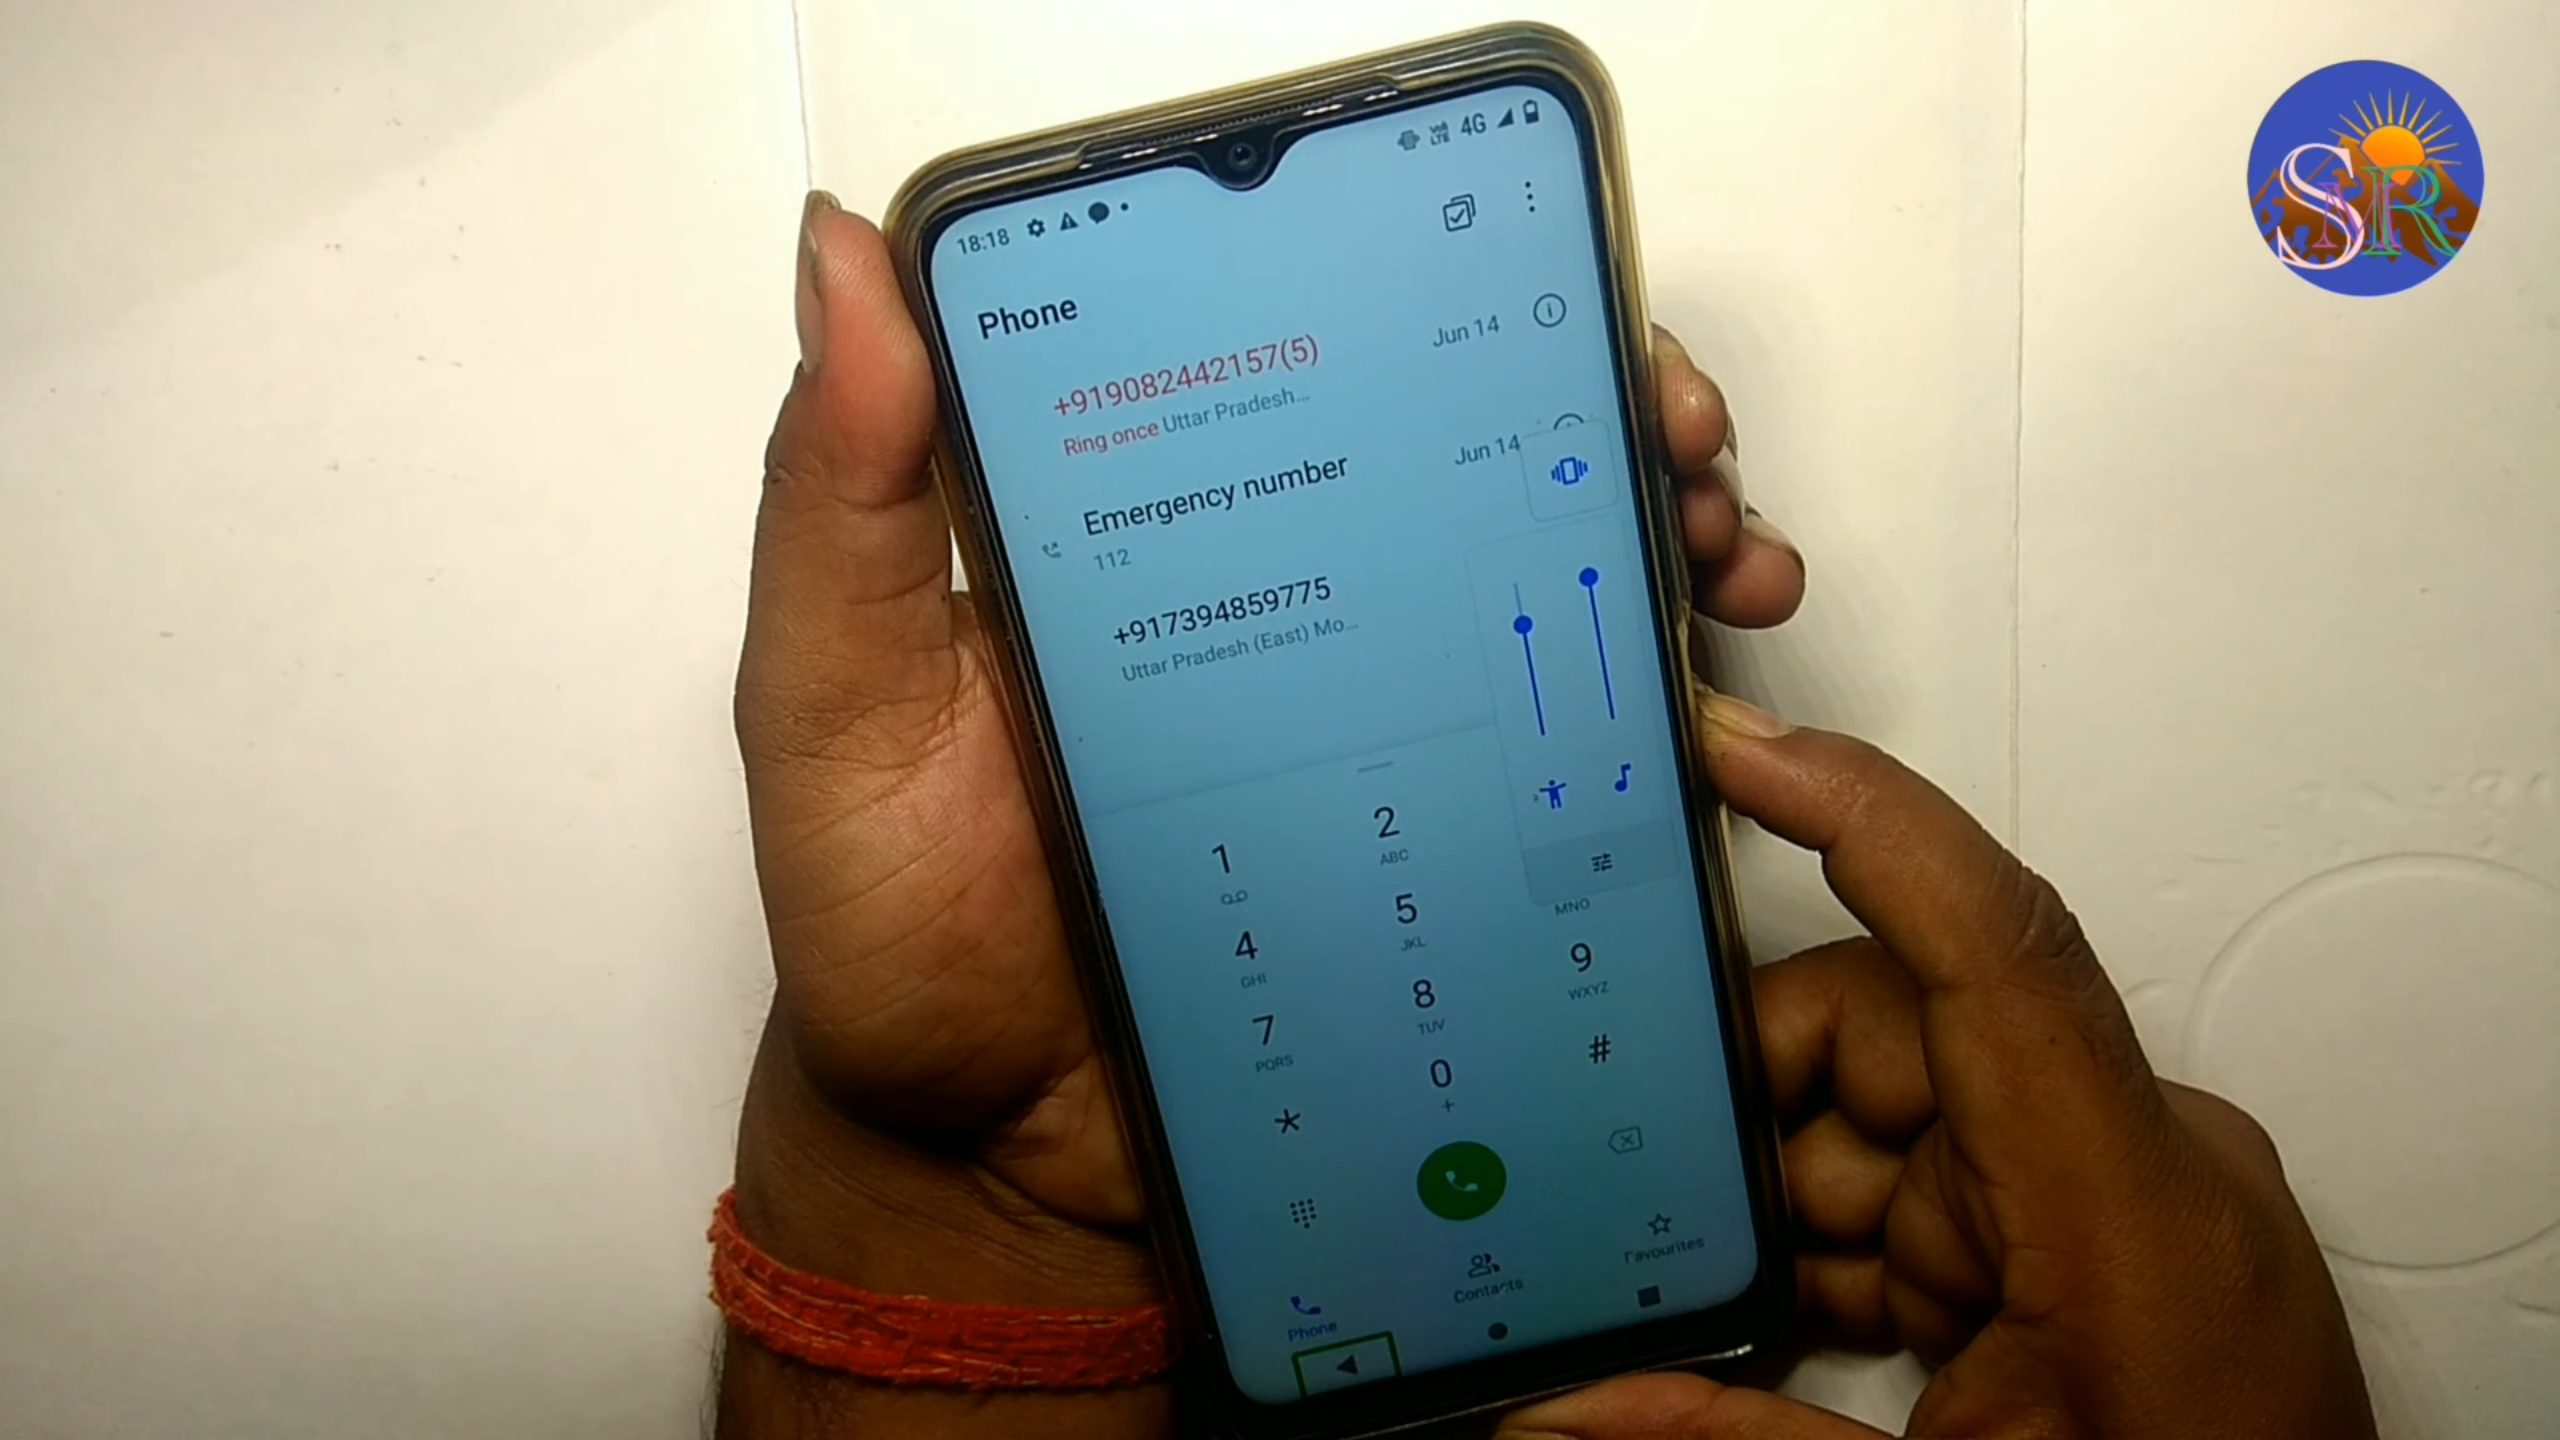 18:18
VoLTE 4G
Phone
+919082442157(5)
Jun 14
Ring once Uttar Pradesh...
Emergency number
Jun 14
112
+917394859775
Uttar Pradesh (East) Mo...
1
2 ABC
MNO
4 GHI
5 JKL
7 PQRS
8 TUV
9 WXYZ
*
0 +
#
Phone
Contacts
Favourites
SMR